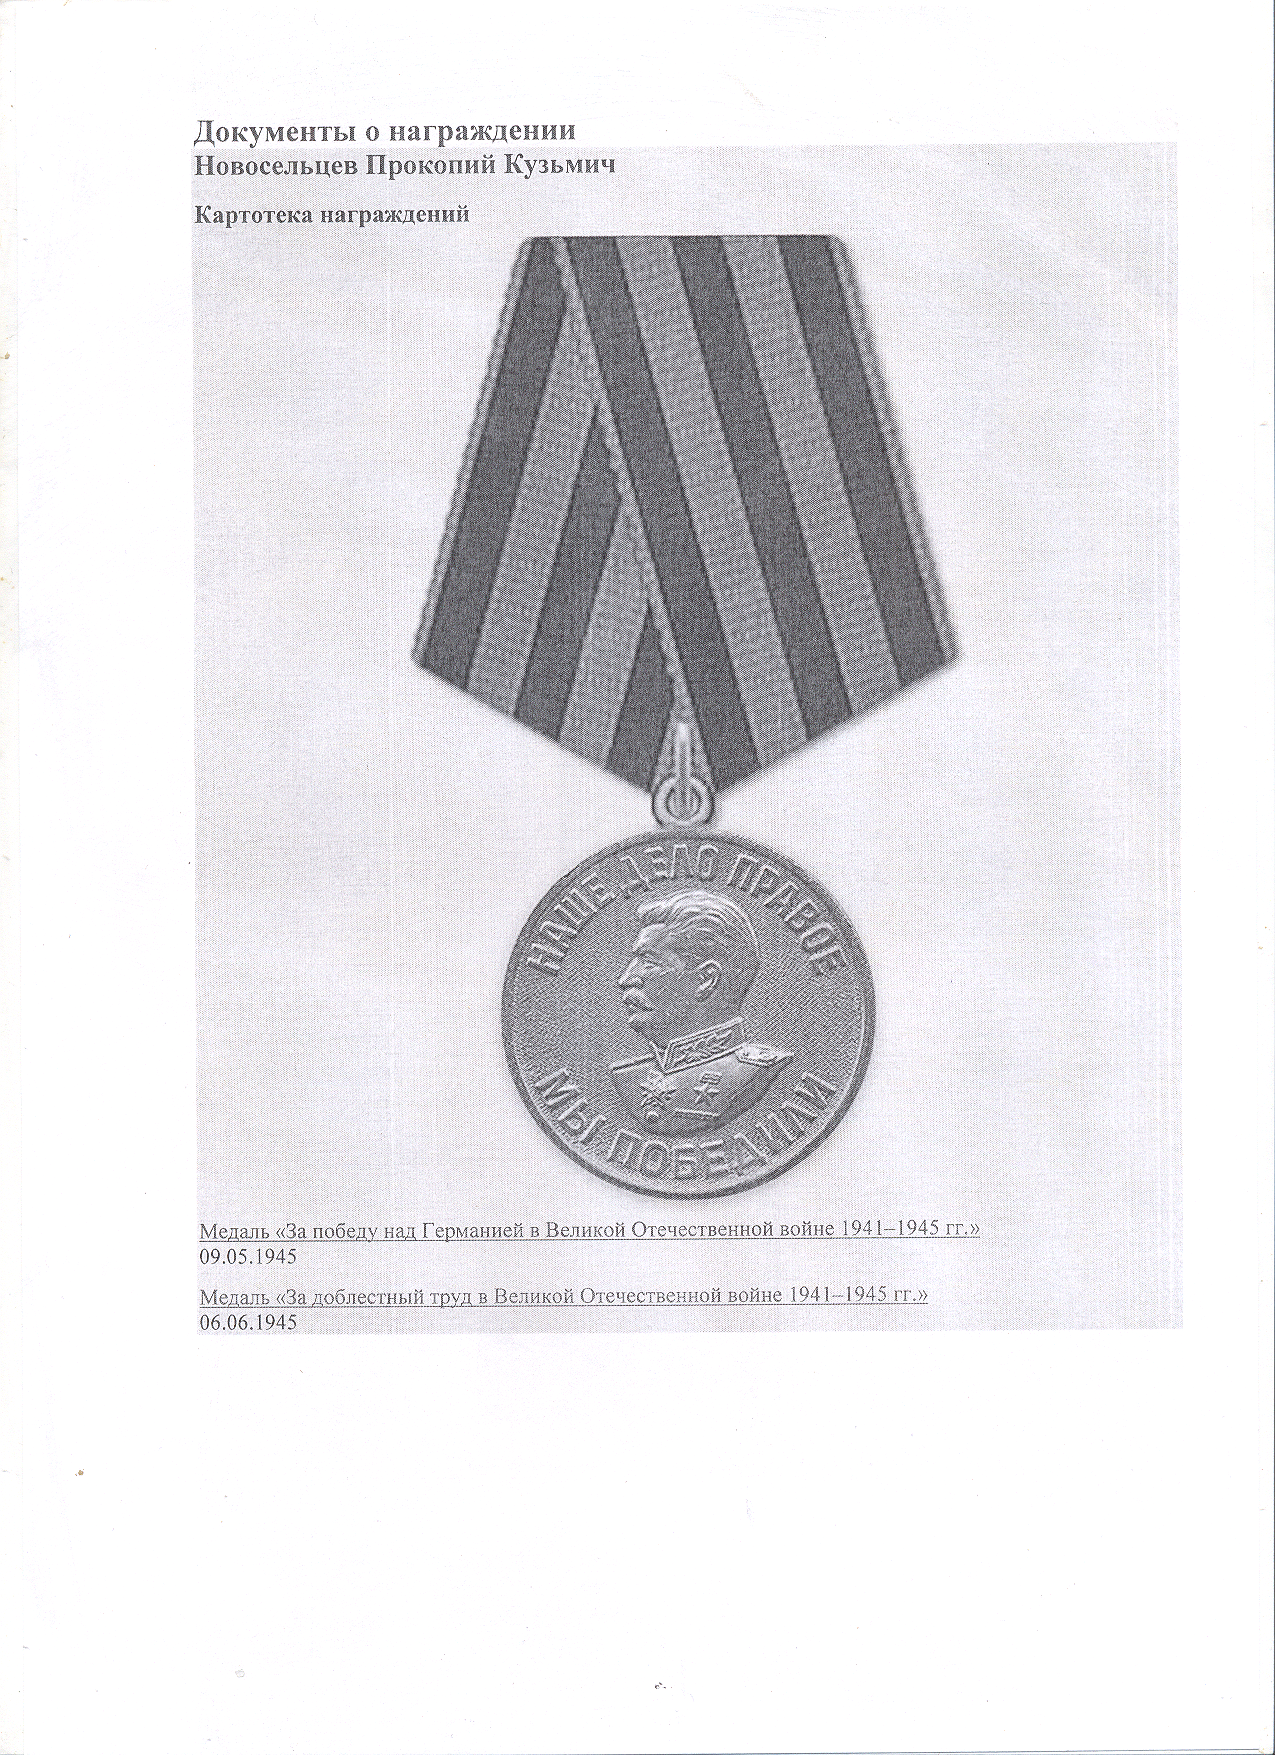 Документы о награждении
Новосельцев Прокопий Кузьмич
Картотека награждений
НАШЕ ДЕЛО ПРАВОЕ
МЫ ПОБЕДИЛИ
Медаль «За победу над Германией в Великой Отечественной войне 1941–1945 гг.»
09.05.1945
Медаль «За доблестный труд в Великой Отечественной войне 1941–1945 гг.»
06.06.1945